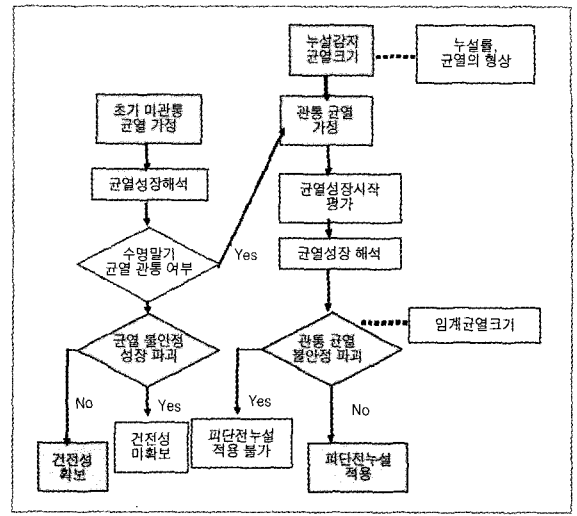 누설감지
균열크기
누설률,
균열의 형상
초기 미관통
균열 가정
관통 균열
가정
균열성장해석
균열성장시작
평가
수명말기
균열 관통 여부
Yes
균열성장 해석
균열 불안정
성장 파괴
관통 균열
불안정 파괴
임계균열크기
No
Yes
Yes
No
건전성
확보
건전성
미확보
파단전누설
적용 불가
파단전누설
적용